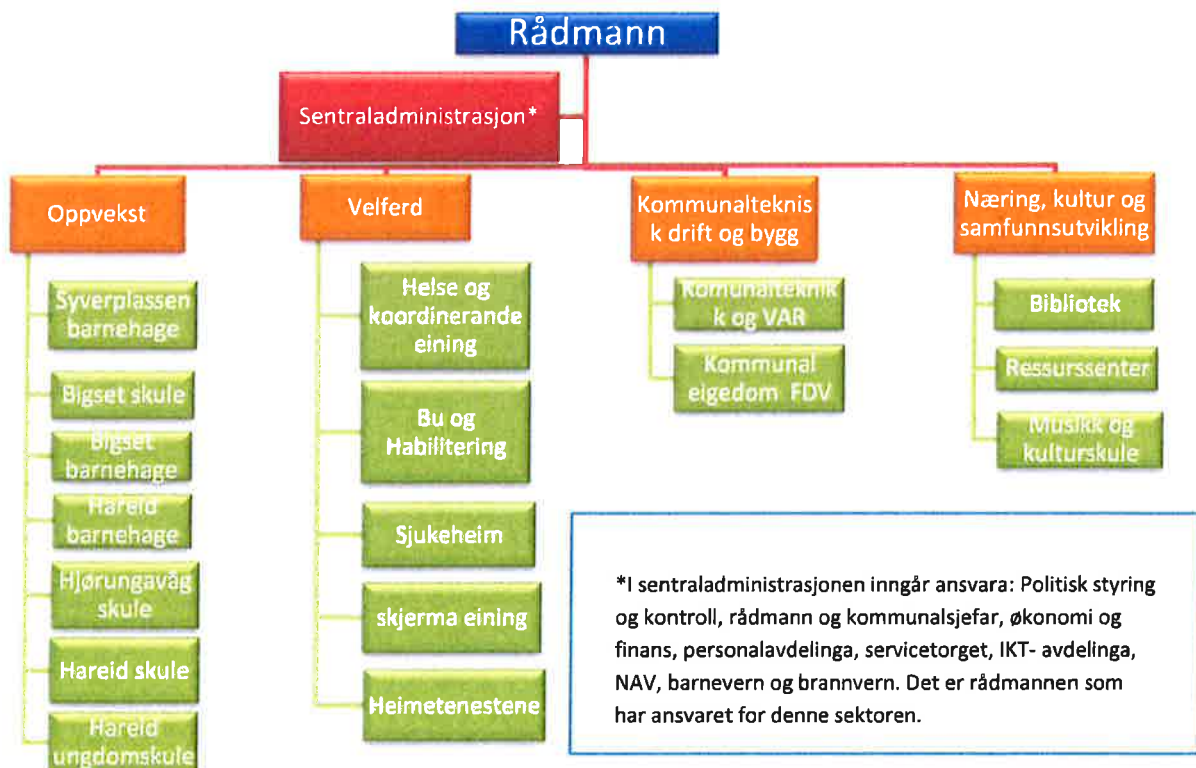 Rådmann
Sentraladministrasjon*
Oppvekst
Syverplassen
barnehage
Bigset skule
Bigset
barnehage
Hareid
barnehage
Hjørungavåg
skule
Hareid skule
Hareid
ungdomskule
Velferd
Helse og
koordinerande
eining
Bu og
Habilitering
Sjukeheim
skjerma eining
Heimetenestene
Kommunalteknis
k drift og bygg
Komunalteknik
k og VAR
Kommunal
eigedom FDV
Næring, kultur og
samfunnsutvikling
Bibliotek
Ressurssenter
Musikk og
kulturskule
*I sentraladministrasjonen inngår ansvara: Politisk styring
og kontroll, rådmann og kommunalsjefar, økonomi og
finans, personalavdelinga, servicetorget, IKT- avdelinga,
NAV, barnevern og brannvern. Det er rådmannen som
har ansvaret for denne sektoren.